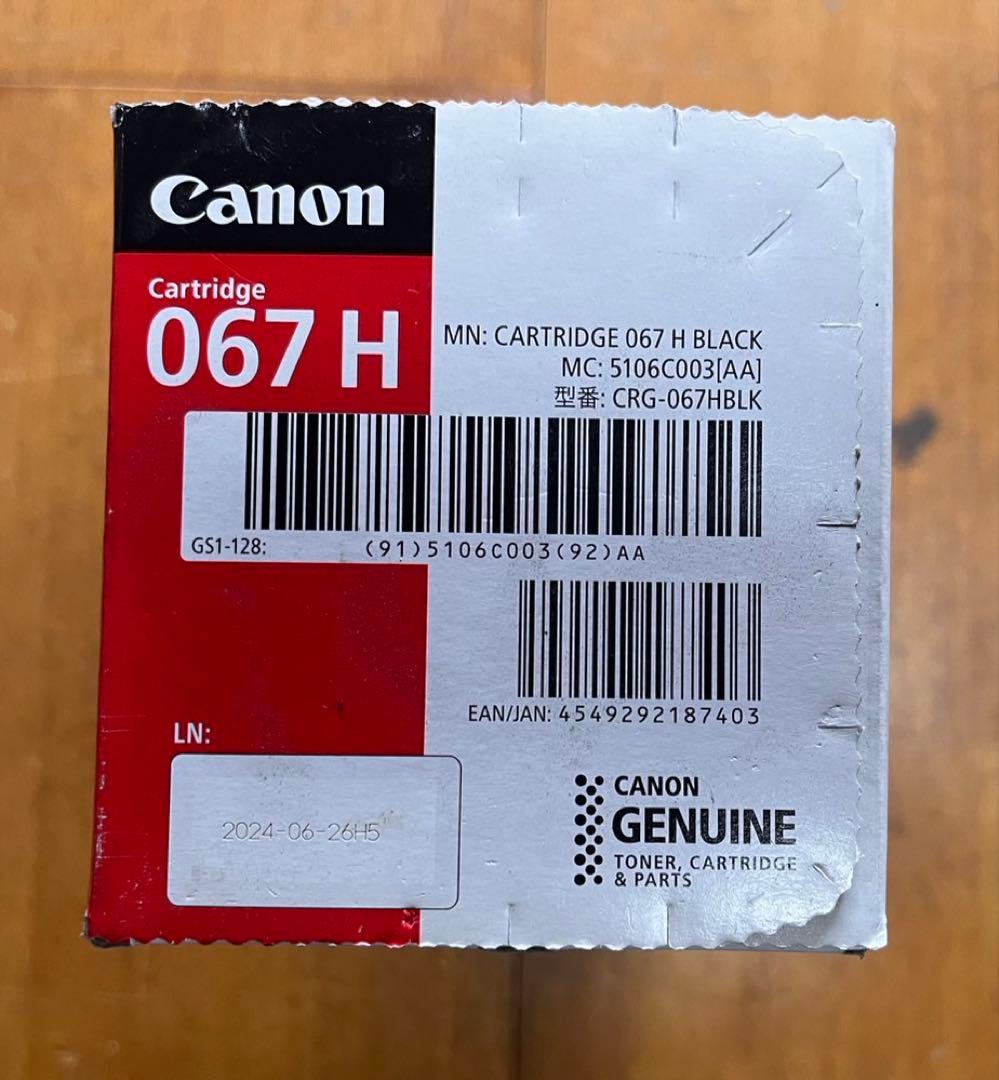 Canon
Cartridge
067 H
MN: CARTRIDGE 067 H BLACK
MC: 5106C003[AA]
型番: CRG-067HBLK
GS1-128:
(91)5106C003(92)AA
EAN/JAN: 4549292187403
LN:
2024-06-26H5
CANON
GENUINE
TONER, CARTRIDGE
& PARTS